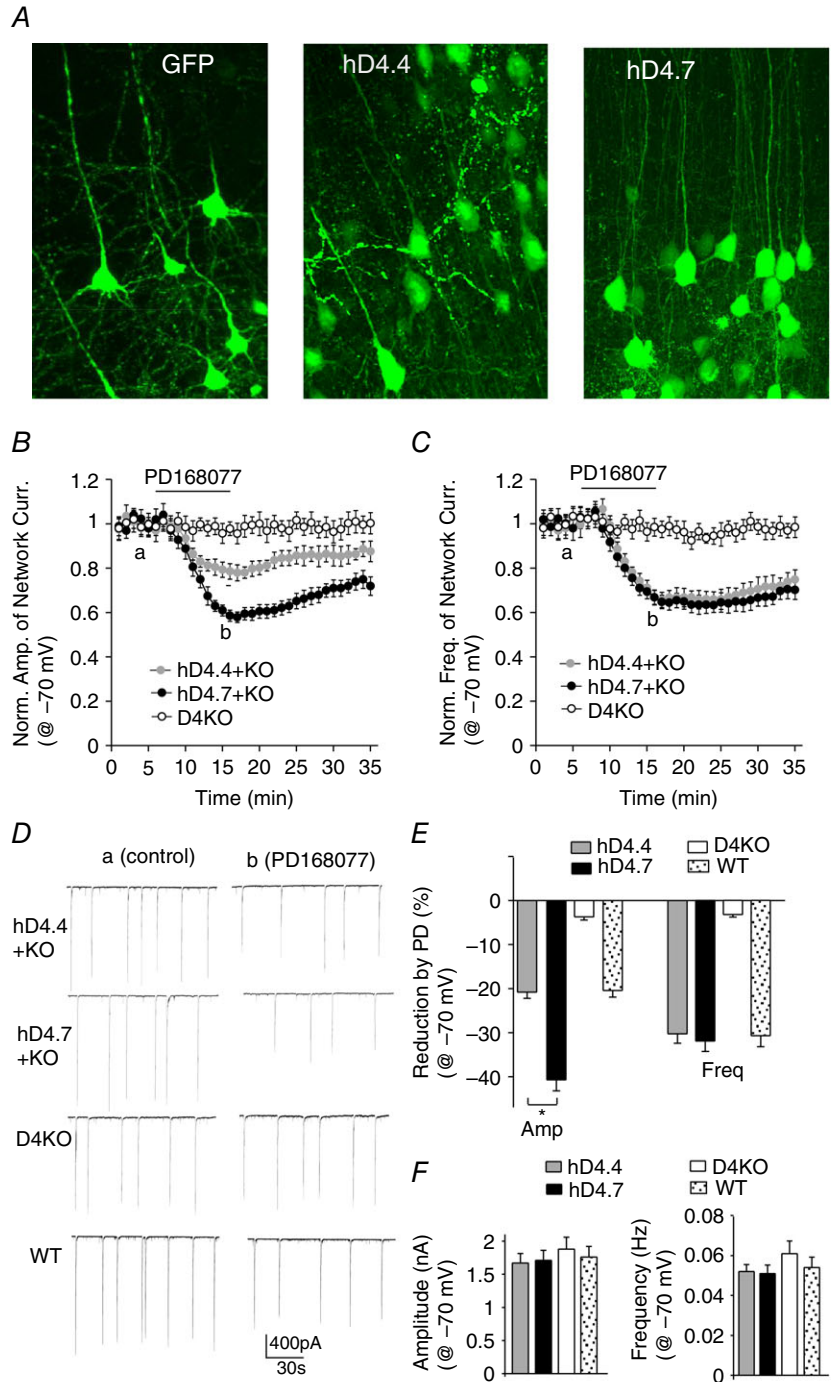 A
GFP
hD4.4
hD4.7
B
Norm. Amp. of Network Curr.
(@ –70 mV)
1.2
1
0.8
0.6
0.4
0.2
0
PD168077
a
b
hD4.4+KO
hD4.7+KO
D4KO
0 5 10 15 20 25 30 35
Time (min)
C
Norm. Freq. of Network Curr.
(@ –70 mV)
1.2
1
0.8
0.6
0.4
0.2
0
PD168077
a
b
hD4.4+KO
hD4.7+KO
D4KO
0 5 10 15 20 25 30 35
Time (min)
D
a (control)
b (PD168077)
hD4.4
+KO
hD4.7
+KO
D4KO
WT
400pA
30s
E
hD4.4
D4KO
hD4.7
WT
Reduction by PD (%)
(@ –70 mV)
0
–10
–20
–30
–40
*
Amp
Freq
F
hD4.4
D4KO
hD4.7
WT
Amplitude (nA)
(@ –70 mV)
2
1.5
1
0.5
0
Frequency (Hz)
(@ –70 mV)
0.08
0.06
0.04
0.02
0